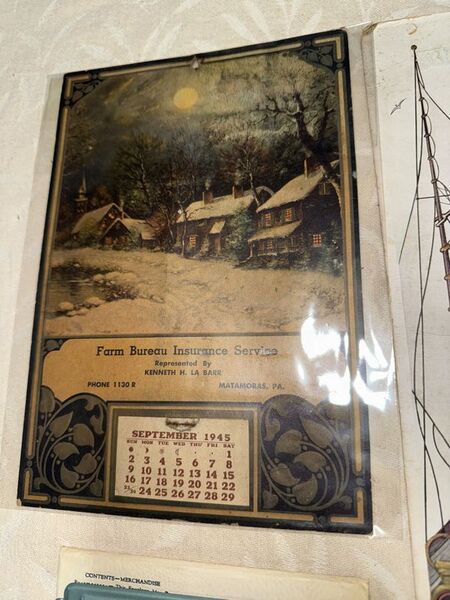 Farm Bureau Insurance Service
Represented By
KENNETH H. LA BARR
PHONE 1130 R MATAMORAS, PA.
SEPTEMBER 1945
SUN MON TUE WED THU FRI SAT
1
2 3 4 5 6 7 8
9 10 11 12 13 14 15
16 17 18 19 20 21 22
23/30 24 25 26 27 28 29
CONTENTS—MERCHANDISE